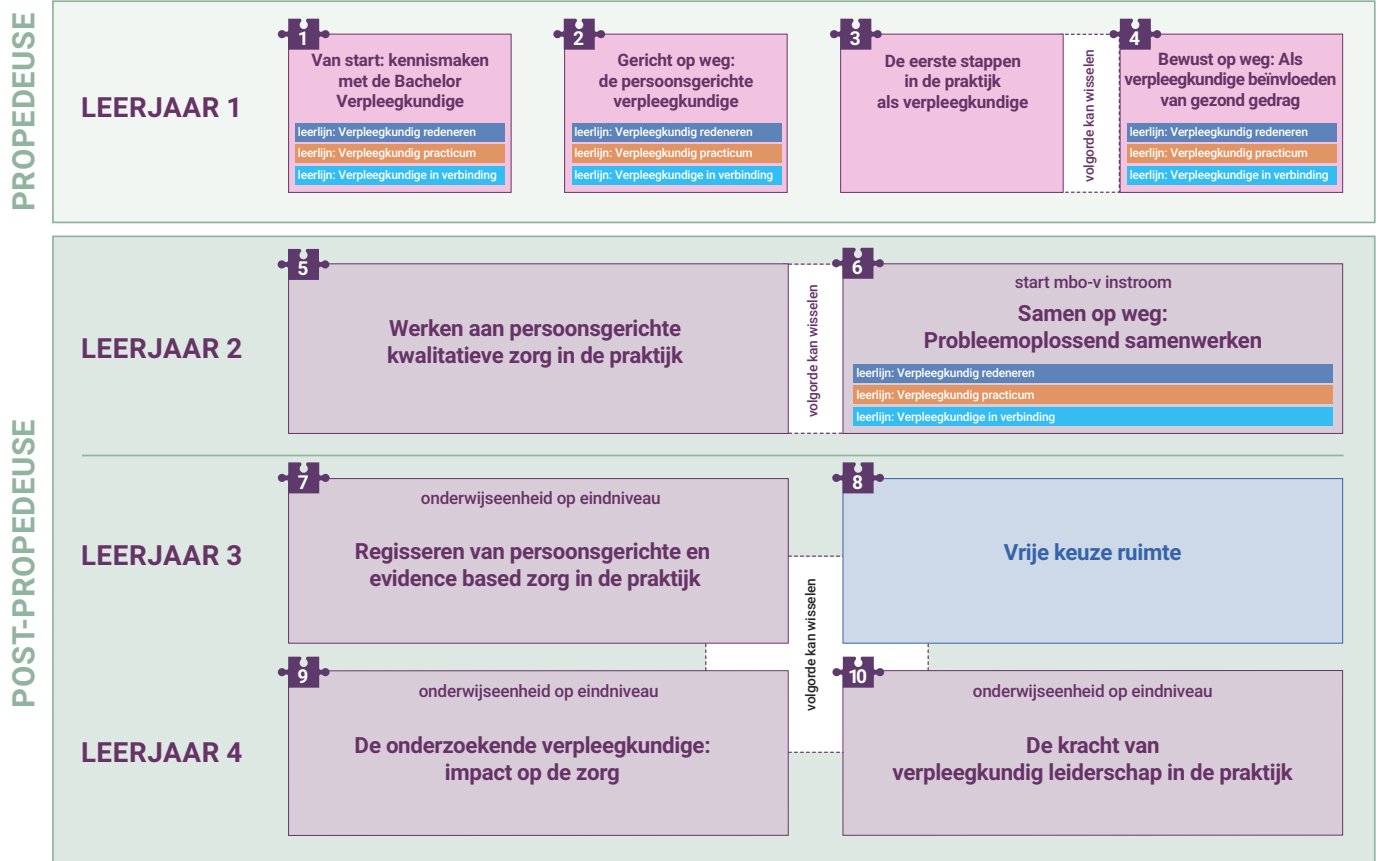 PROPEDEUSE
LEERJAAR 1
1
Van start: kennismaken
met de Bachelor
Verpleegkundige
leerlijn: Verpleegkundig redeneren
leerlijn: Verpleegkundig practicum
leerlijn: Verpleegkundige in verbinding
2
Gericht op weg:
de persoonsgerichte
verpleegkundige
leerlijn: Verpleegkundig redeneren
leerlijn: Verpleegkundig practicum
leerlijn: Verpleegkundige in verbinding
3
De eerste stappen
in de praktijk
als verpleegkundige
volgorde kan wisselen
4
Bewust op weg: Als
verpleegkundige beïnvloeden
van gezond gedrag
leerlijn: Verpleegkundig redeneren
leerlijn: Verpleegkundig practicum
leerlijn: Verpleegkundige in verbinding
POST-PROPEDEUSE
LEERJAAR 2
5
Werken aan persoonsgerichte
kwalitatieve zorg in de praktijk
volgorde kan wisselen
6
start mbo-v instroom
Samen op weg:
Probleemoplossend samenwerken
leerlijn: Verpleegkundig redeneren
leerlijn: Verpleegkundig practicum
leerlijn: Verpleegkundige in verbinding
LEERJAAR 3
7
onderwijseenheid op eindniveau
Regisseren van persoonsgerichte en
evidence based zorg in de praktijk
8
Vrije keuze ruimte
volgorde kan wisselen
LEERJAAR 4
9
onderwijseenheid op eindniveau
De onderzoekende verpleegkundige:
impact op de zorg
10
onderwijseenheid op eindniveau
De kracht van
verpleegkundig leiderschap in de praktijk